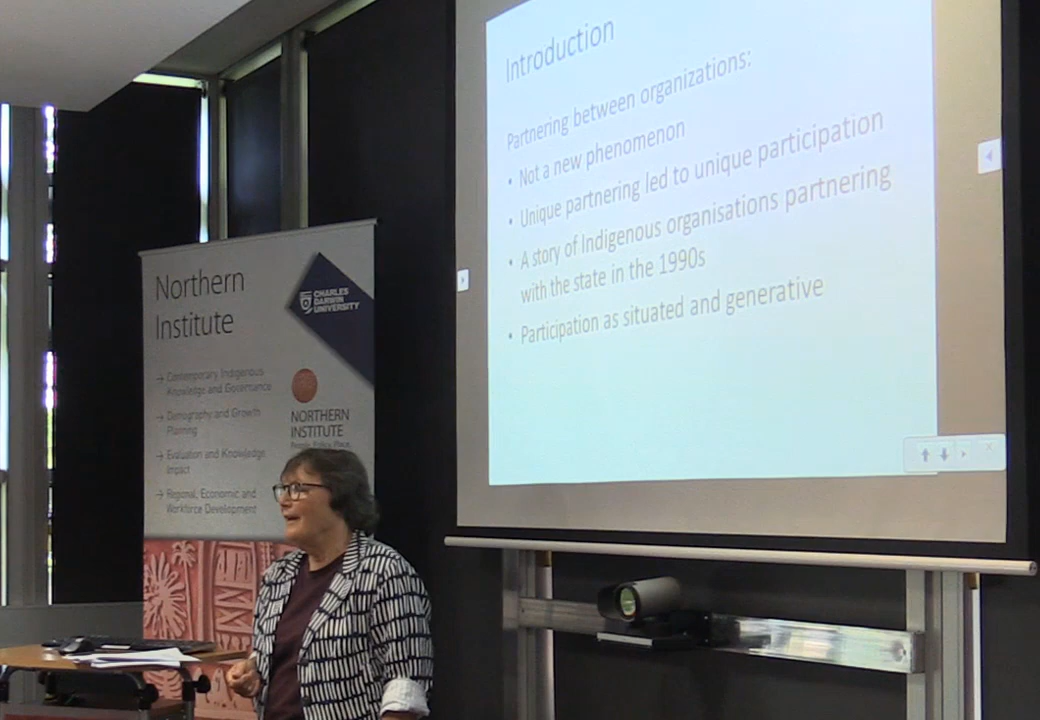 Introduction
Partnering between organizations:
• Not a new phenomenon
• Unique partnering led to unique participation
• A story of Indigenous organisations partnering
with the state in the 1990s
• Participation as situated and generative
Northern
Institute
CHARLES
DARWIN
UNIVERSITY
→ Contemporary Indigenous
Knowledge and Governance
→ Demography and Growth
Planning
→ Evaluation and Knowledge
Impact
→ Regional, Economic and
Workforce Development
NORTHERN
INSTITUTE
People. Policy. Place.